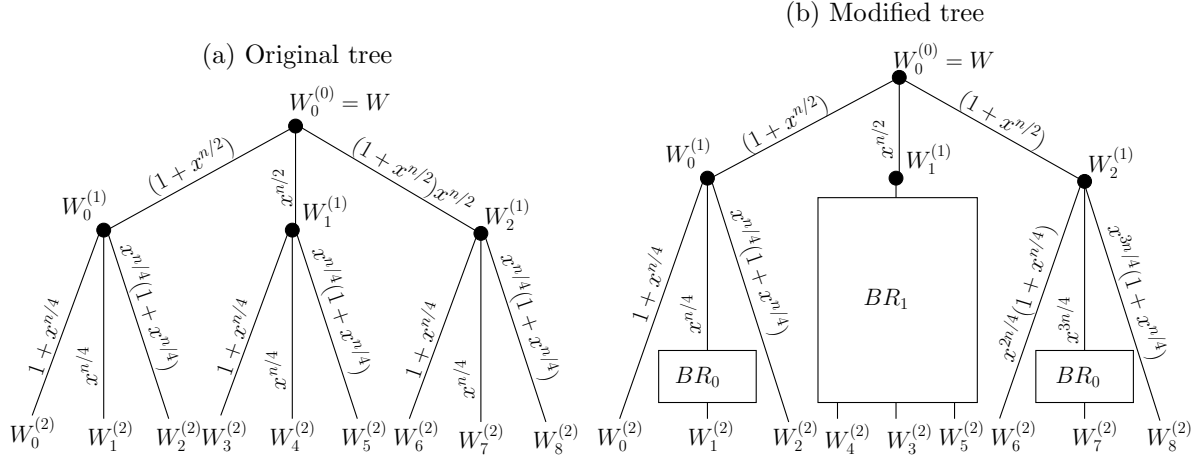 (a) Original tree
W_0^{(0)} = W
(1 + x^{n/2})
x^{n/2}
(1 + x^{n/2})x^{n/2}
W_0^{(1)}
W_1^{(1)}
W_2^{(1)}
1 + x^{n/4}
x^{n/4}
x^{n/4}(1 + x^{n/4})
1 + x^{n/4}
x^{n/4}
x^{n/4}(1 + x^{n/4})
1 + x^{n/4}
x^{n/4}
x^{n/4}(1 + x^{n/4})
W_0^{(2)} W_1^{(2)} W_2^{(2)} W_3^{(2)} W_4^{(2)} W_5^{(2)} W_6^{(2)} W_7^{(2)} W_8^{(2)}
(b) Modified tree
W_0^{(0)} = W
(1 + x^{n/2})
x^{n/2}
(1 + x^{n/2})
W_0^{(1)}
W_1^{(1)}
W_2^{(1)}
1 + x^{n/4}
x^{n/4}
x^{n/4}(1 + x^{n/4})
BR_1
x^{2n/4}(1 + x^{n/4})
x^{3n/4}
x^{3n/4}(1 + x^{n/4})
BR_0
BR_0
W_0^{(2)} W_1^{(2)} W_2^{(2)} W_4^{(2)} W_3^{(2)} W_5^{(2)} W_6^{(2)} W_7^{(2)} W_8^{(2)}